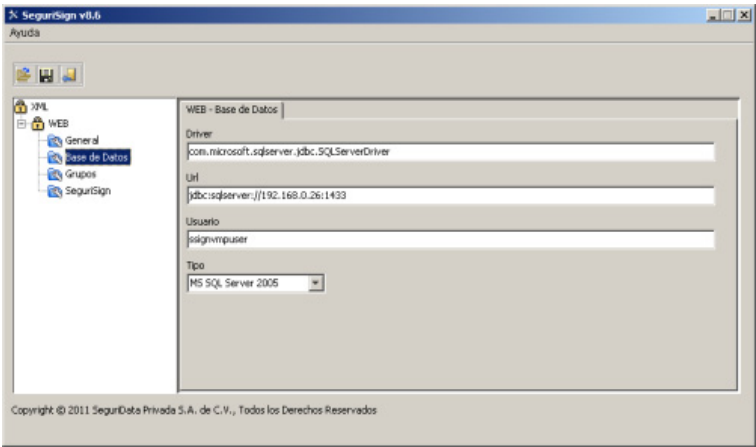 SeguriSign v8.6
Ayuda
XML
WEB
General
Base de Datos
Grupos
SeguriSign
WEB - Base de Datos
Driver
com.microsoft.sqlserver.jdbc.SQLServerDriver
Url
jdbc:sqlserver://192.168.0.26:1433
Usuario
ssignvmpuser
Tipo
MS SQL Server 2005
Copyright © 2011 SeguriData Privada S.A. de C.V., Todos los Derechos Reservados